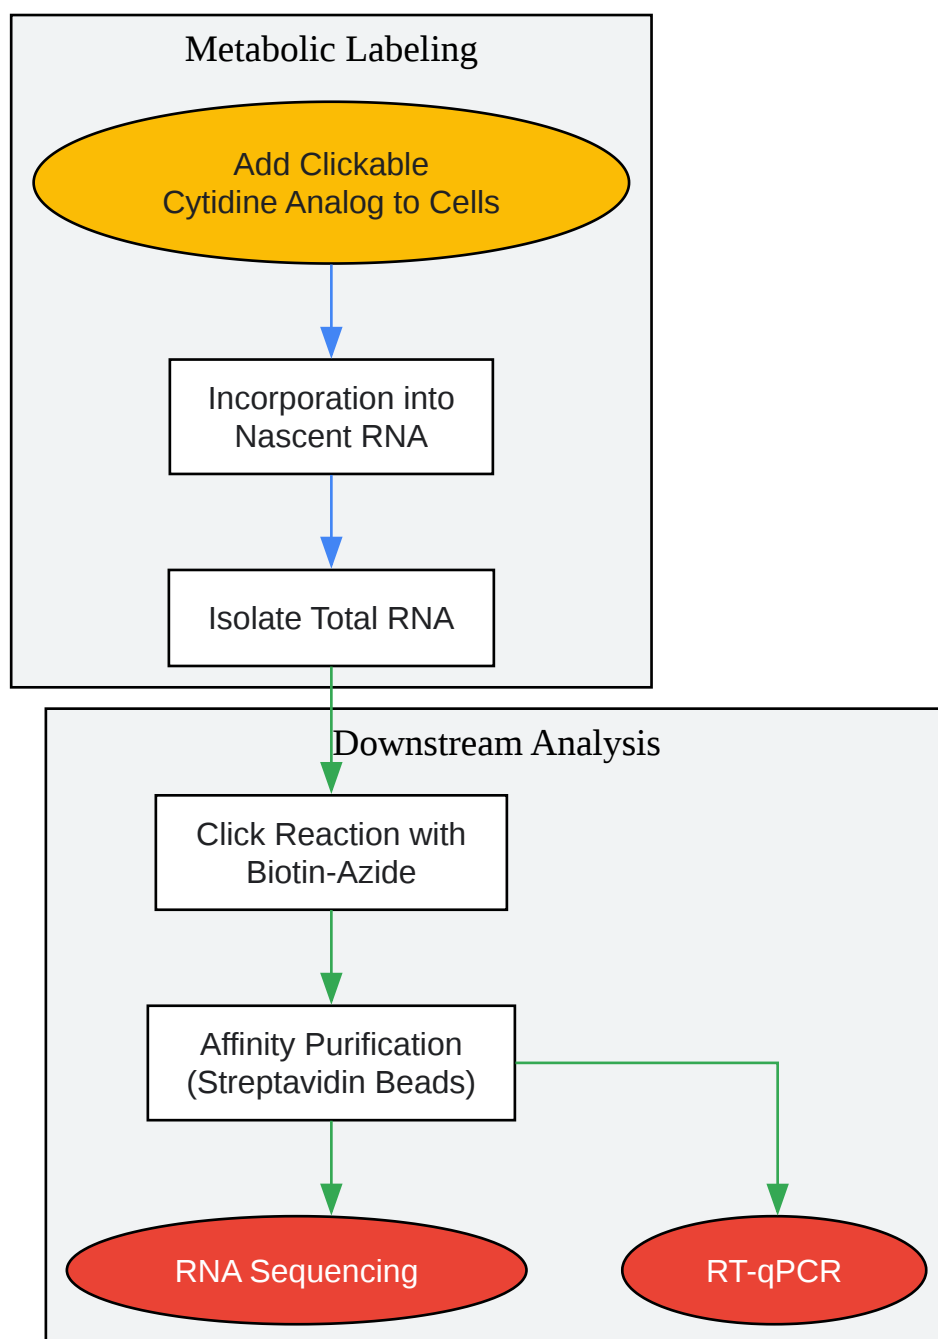 Metabolic Labeling
Add Clickable
Cytidine Analog to Cells
Incorporation into
Nascent RNA
Isolate Total RNA
Downstream Analysis
Click Reaction with
Biotin-Azide
Affinity Purification
(Streptavidin Beads)
RNA Sequencing
RT-qPCR